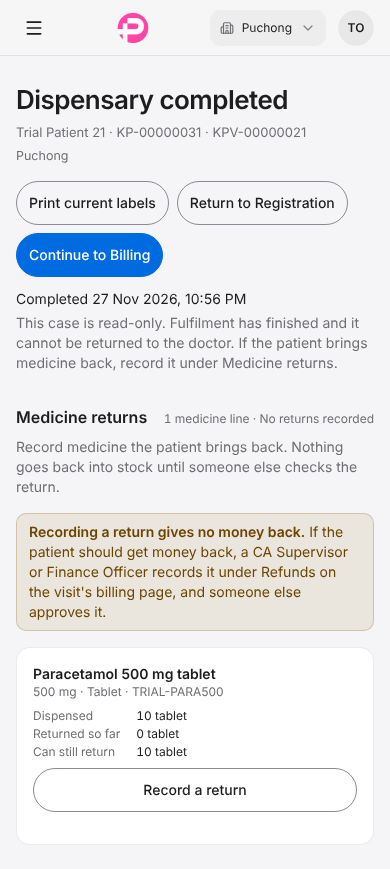 Puchong
TO
Dispensary completed
Trial Patient 21 · KP-00000031 · KPV-00000021
Puchong
Print current labels
Return to Registration
Continue to Billing
Completed 27 Nov 2026, 10:56 PM
This case is read-only. Fulfilment has finished and it
cannot be returned to the doctor. If the patient brings
medicine back, record it under Medicine returns.
Medicine returns
1 medicine line · No returns recorded
Record medicine the patient brings back. Nothing
goes back into stock until someone else checks the
return.
Recording a return gives no money back. If the
patient should get money back, a CA Supervisor
or Finance Officer records it under Refunds on
the visit's billing page, and someone else
approves it.
Paracetamol 500 mg tablet
500 mg · Tablet · TRIAL-PARA500
Dispensed 10 tablet
Returned so far 0 tablet
Can still return 10 tablet
Record a return